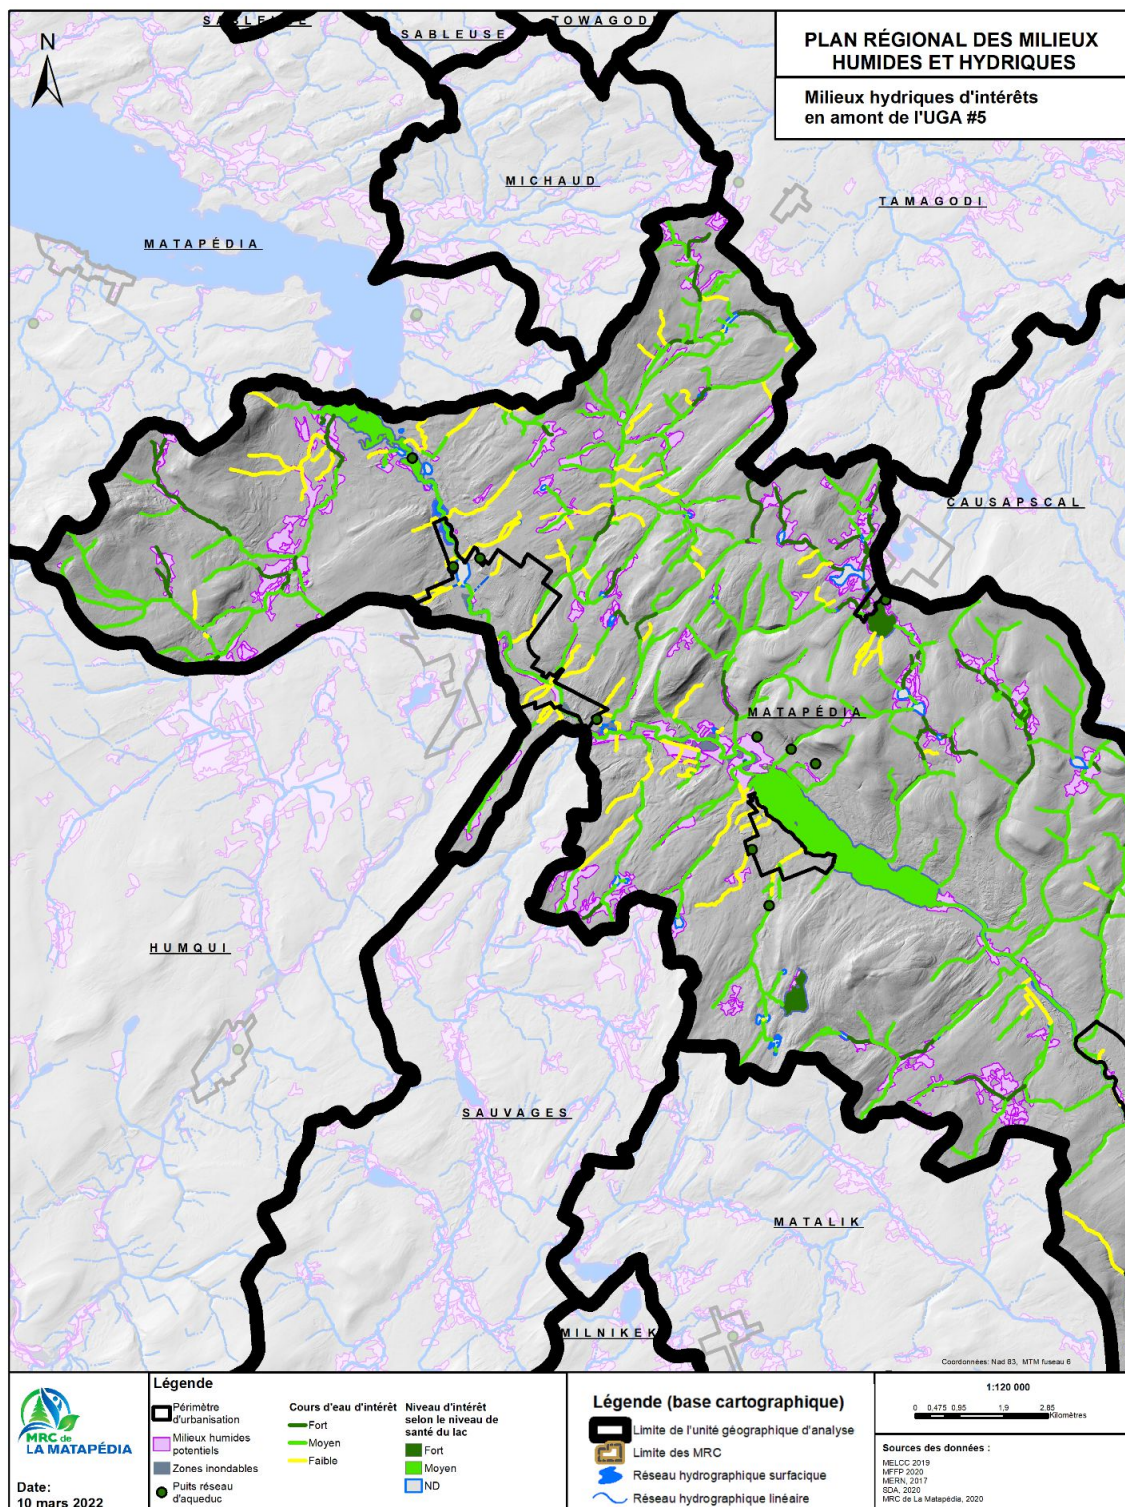 PLAN RÉGIONAL DES MILIEUX
HUMIDES ET HYDRIQUES
Milieux hydriques d'intérêts
en amont de l'UGA #5
N
SABLEUSE
SABLEUSE
TOWAGODI
MICHAUD
TAMAGODI
MATAPÉDIA
CAUSAPSCAL
MATAPÉDIA
HUMQUI
SAUVAGES
MATALIK
MILNIKEK
Coordonnées: Nad 83, MTM fuseau 6
MRC de
LA MATAPÉDIA
Date:
10 mars 2022
Légende
Périmètre
d'urbanisation
Milieux humides
potentiels
Zones inondables
Puits réseau
d'aqueduc
Cours d'eau d'intérêt
Fort
Moyen
Faible
Niveau d'intérêt
selon le niveau de
santé du lac
Fort
Moyen
ND
Légende (base cartographique)
Limite de l'unité géographique d'analyse
Limite des MRC
Réseau hydrographique surfacique
Réseau hydrographique linéaire
1:120 000
0 0,475 0,95 1,9 2,85
Kilomètres
Sources des données :
MELCC 2019
MFFP 2020
MERN, 2017
SDA, 2020
MRC de La Matapédia, 2020